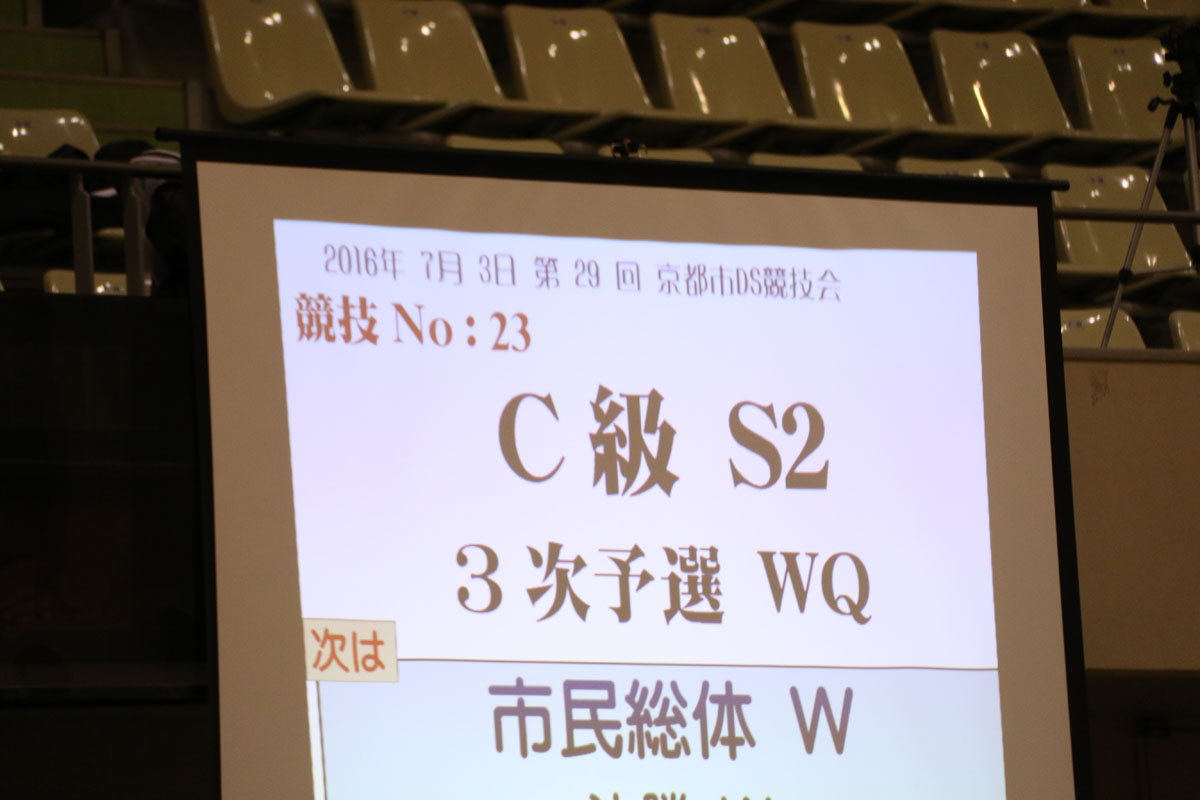 2016年 7月 3日 第 29 回 京都市DS競技会
競技 No：23
C 級 S2
3 次予選 WQ
次は
市民総体 W